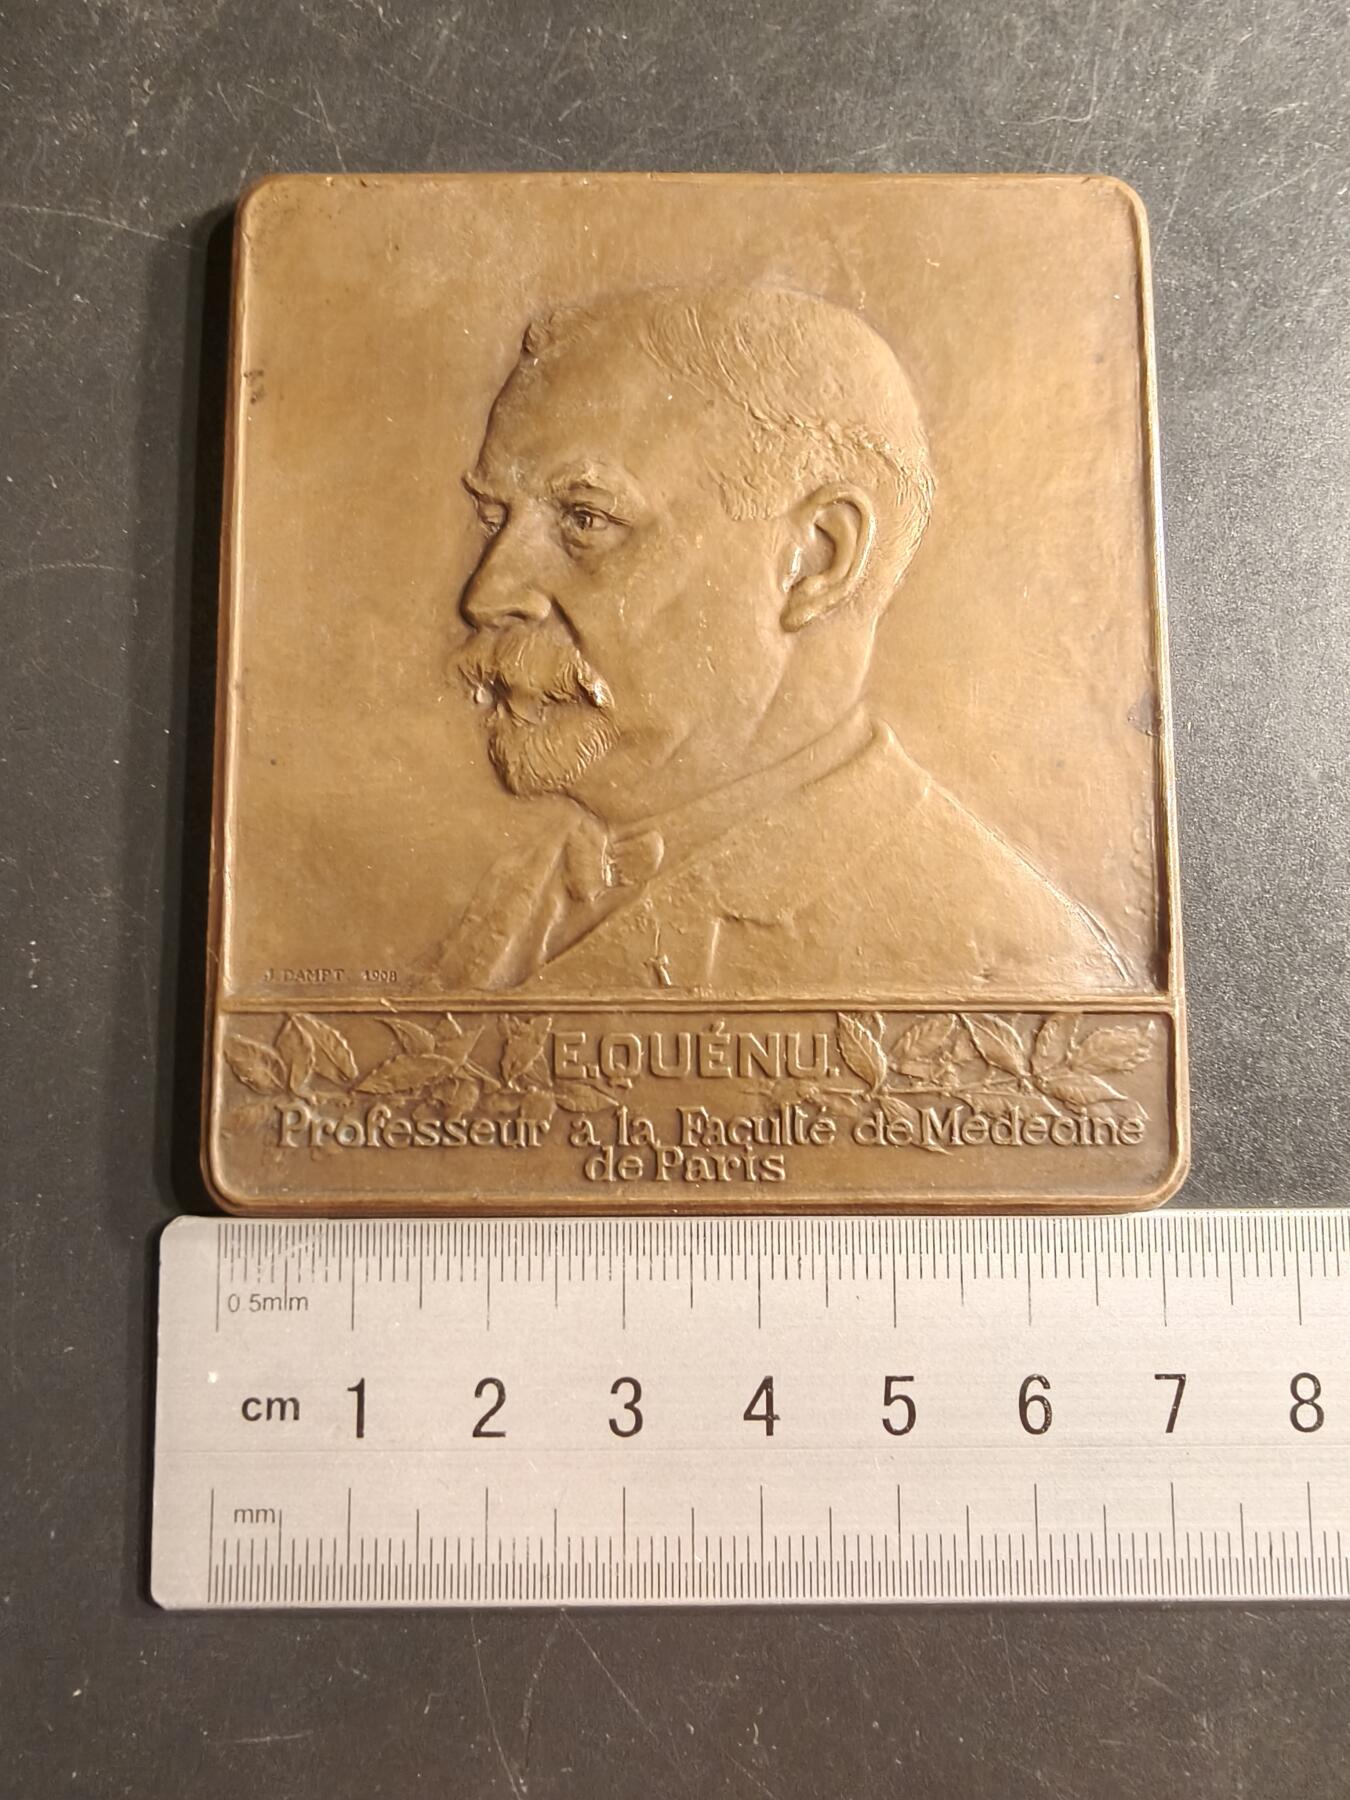 J DAMPT 1908
E.QUÉNU.
Professeur a la Faculté de Medecine
de Paris
0.5mm
cm 1 2 3 4 5 6 7 8
mm